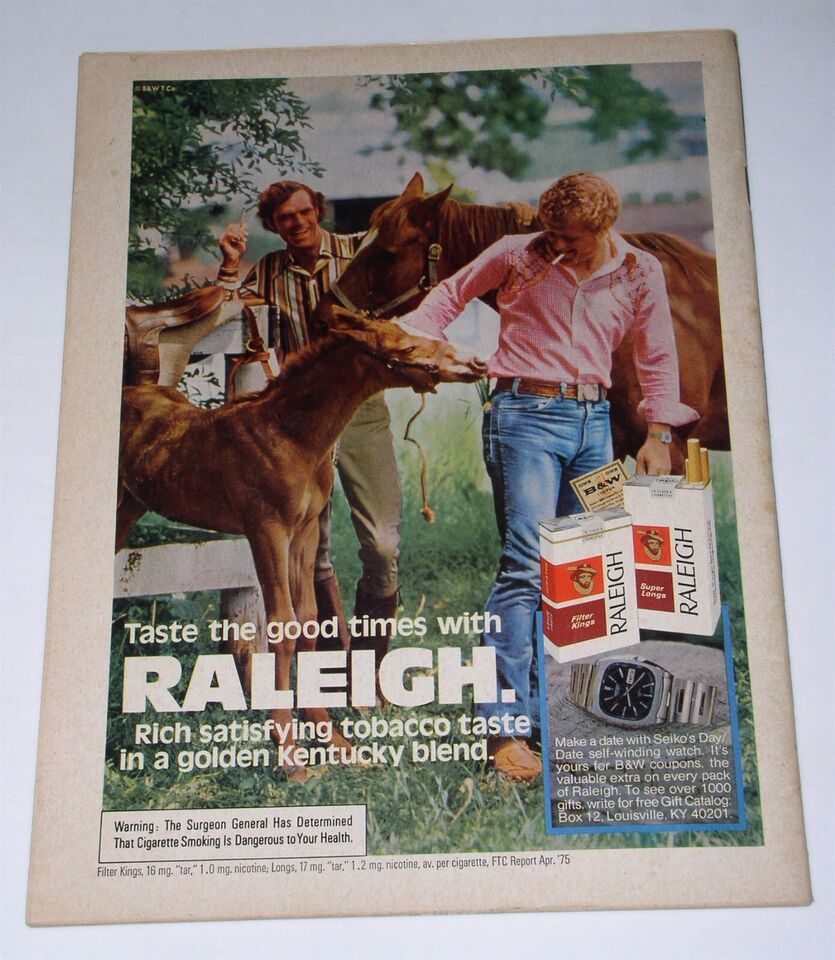 © B&W T Co.
B&W
RALEIGH
Filter
Kings
RALEIGH
Super
Longs
Taste the good times with
RALEIGH.
Rich satisfying tobacco taste
in a golden Kentucky blend.
Make a date with Seiko's Day/
Date self-winding watch. It's
yours for B&W coupons, the
valuable extra on every pack
of Raleigh. To see over 1000
gifts, write for free Gift Catalog:
Box 12, Louisville, KY 40201.
Warning: The Surgeon General Has Determined
That Cigarette Smoking Is Dangerous to Your Health.
Filter Kings, 16 mg. "tar," 1.0 mg. nicotine; Longs, 17 mg. "tar," 1.2 mg. nicotine, av. per cigarette, FTC Report Apr. '75